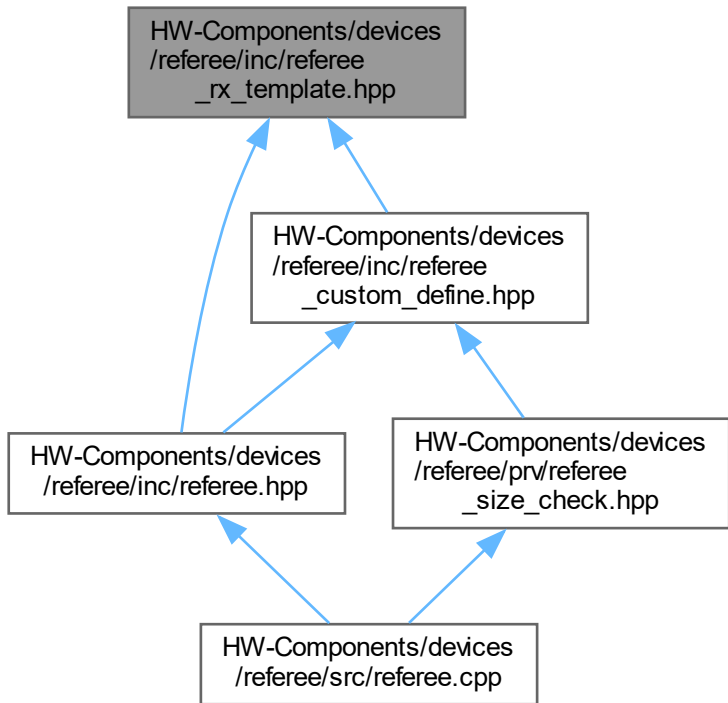 HW-Components/devices
/referee/inc/referee
_rx_template.hpp
HW-Components/devices
/referee/inc/referee
_custom_define.hpp
HW-Components/devices
/referee/inc/referee.hpp
HW-Components/devices
/referee/prv/referee
_size_check.hpp
HW-Components/devices
/referee/src/referee.cpp